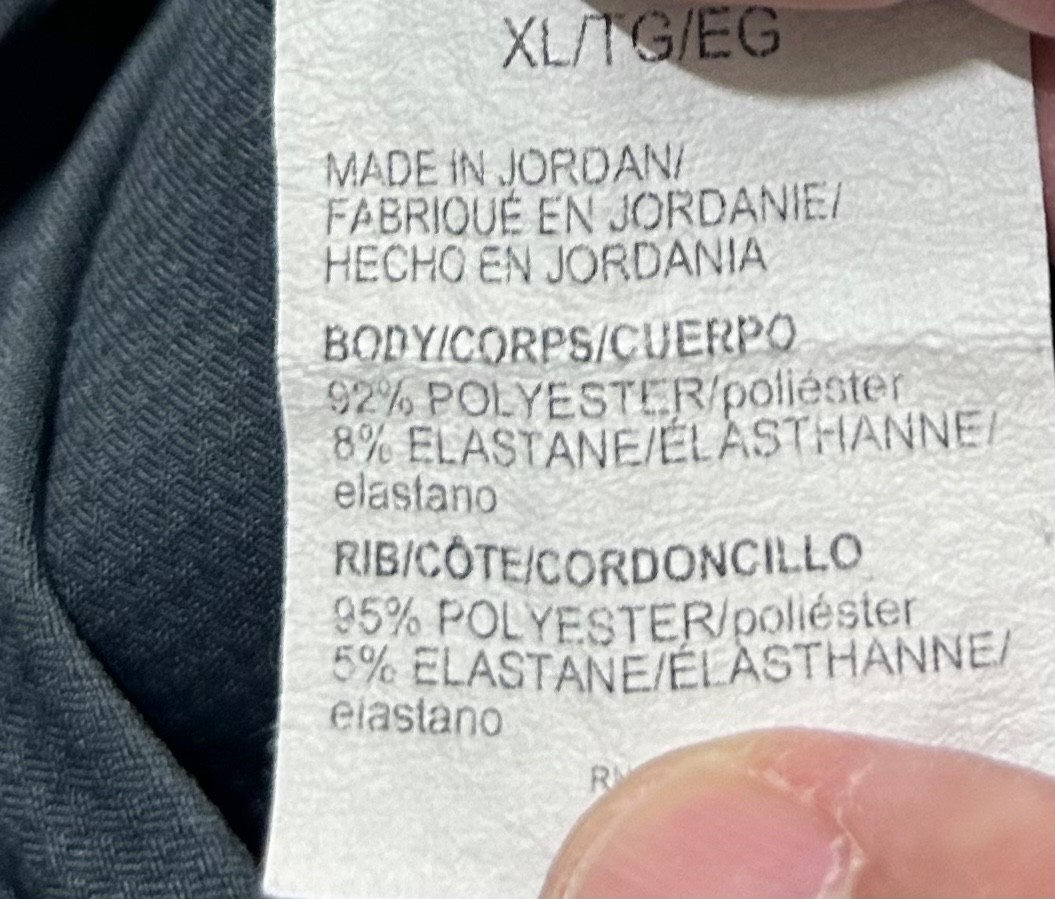 XL/TG/EG
MADE IN JORDAN/
FABRIQUÉ EN JORDANIE/
HECHO EN JORDANIA
BODY/CORPS/CUERPO
92% POLYESTER/poliéster
8% ELASTANE/ÉLASTHANNE/
elastano
RIB/CÔTE/CORDONCILLO
95% POLYESTER/poliéster
5% ELASTANE/ÉLASTHANNE/
elastano